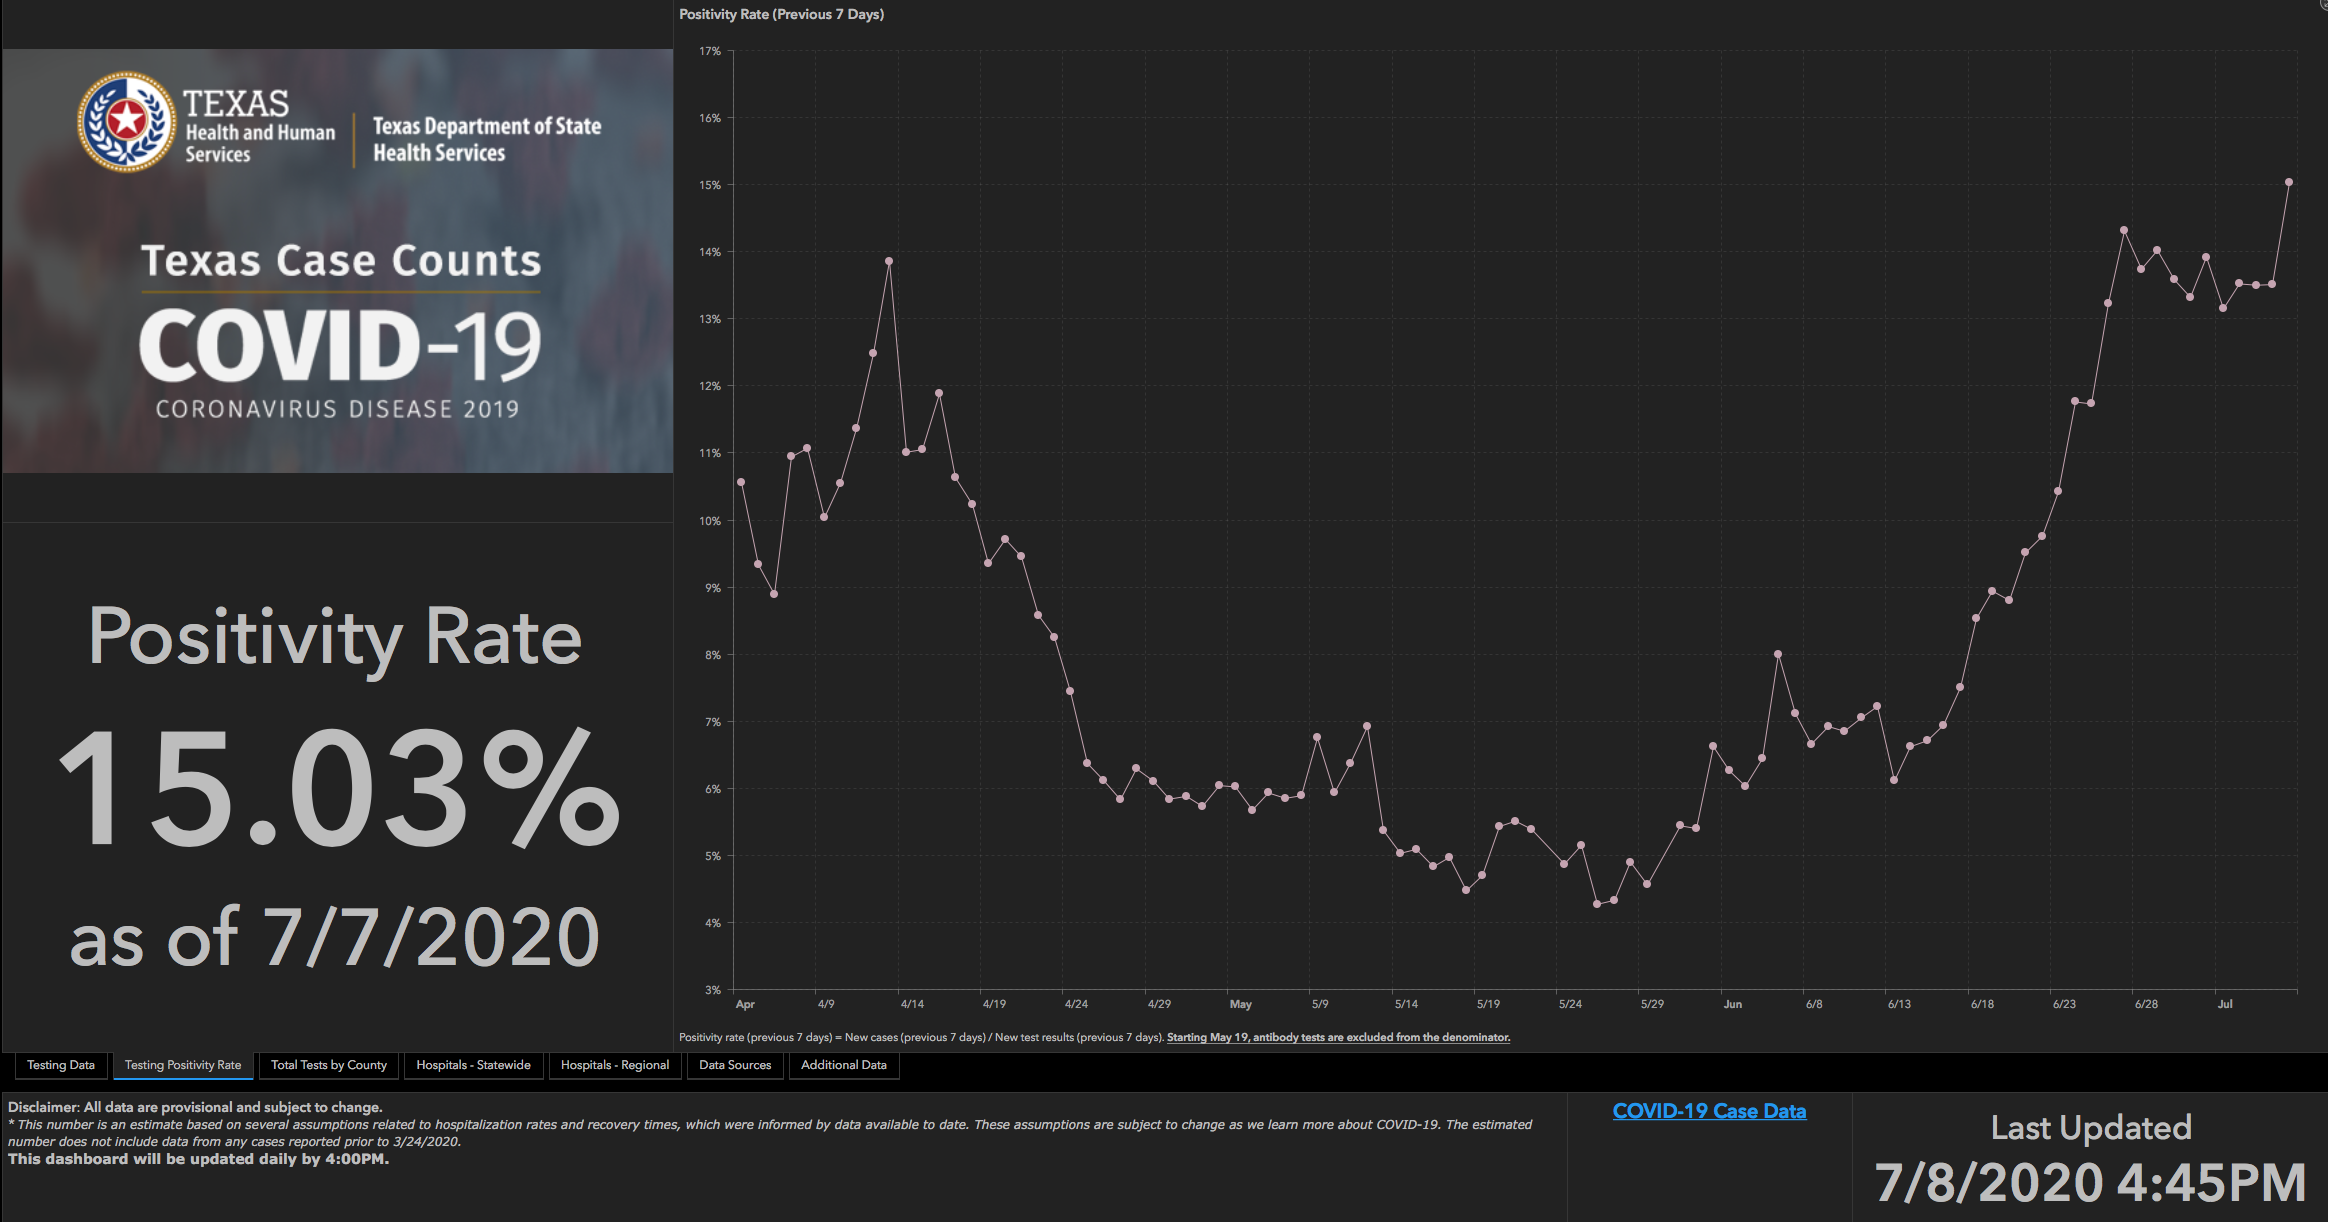 TEXAS
Health and Human
Services
Texas Department of State
Health Services
Texas Case Counts
COVID-19
CORONAVIRUS DISEASE 2019
Positivity Rate
15.03%
as of 7/7/2020
Positivity Rate (Previous 7 Days)
17%
16%
15%
14%
13%
12%
11%
10%
9%
8%
7%
6%
5%
4%
3%
Apr 4/9 4/14 4/19 4/24 4/29 May 5/9 5/14 5/19 5/24 5/29 Jun 6/8 6/13 6/18 6/23 6/28 Jul
Positivity rate (previous 7 days) = New cases (previous 7 days) / New test results (previous 7 days). Starting May 19, antibody tests are excluded from the denominator.
Testing Data Testing Positivity Rate Total Tests by County Hospitals - Statewide Hospitals - Regional Data Sources Additional Data
Disclaimer: All data are provisional and subject to change.
* This number is an estimate based on several assumptions related to hospitalization rates and recovery times, which were informed by data available to date. These assumptions are subject to change as we learn more about COVID-19. The estimated
number does not include data from any cases reported prior to 3/24/2020.
This dashboard will be updated daily by 4:00PM.
COVID-19 Case Data
Last Updated
7/8/2020 4:45PM